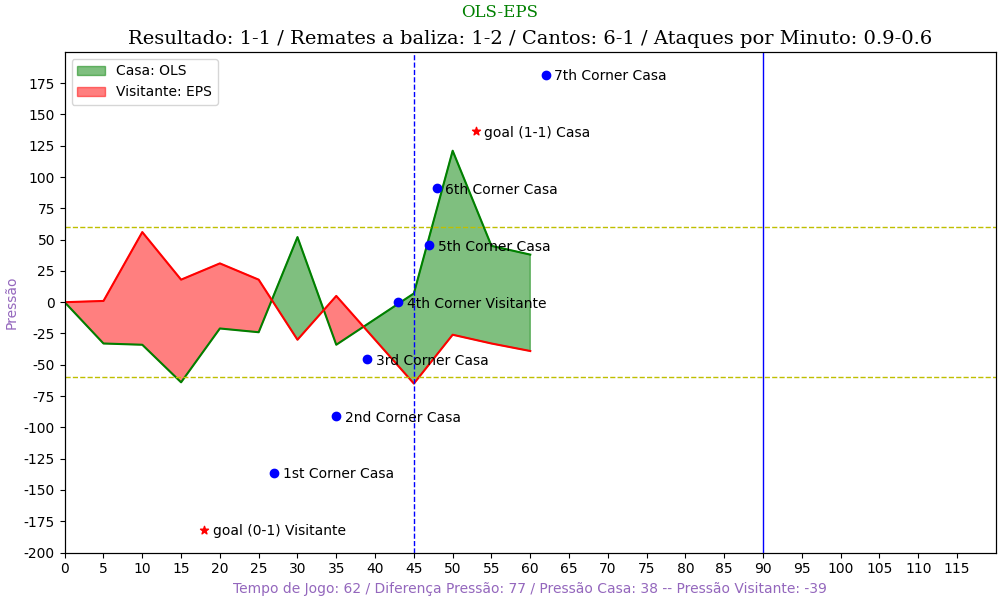 OLS-EPS
Resultado: 1-1 / Remates a baliza: 1-2 / Cantos: 6-1 / Ataques por Minuto: 0.9-0.6
Casa: OLS
Visitante: EPS
7th Corner Casa
goal (1-1) Casa
6th Corner Casa
5th Corner Casa
4th Corner Visitante
3rd Corner Casa
2nd Corner Casa
1st Corner Casa
goal (0-1) Visitante
Pressão
175
150
125
100
75
50
25
0
-25
-50
-75
-100
-125
-150
-175
-200
0 5 10 15 20 25 30 35 40 45 50 55 60 65 70 75 80 85 90 95 100 105 110 115
Tempo de Jogo: 62 / Diferença Pressão: 77 / Pressão Casa: 38 -- Pressão Visitante: -39